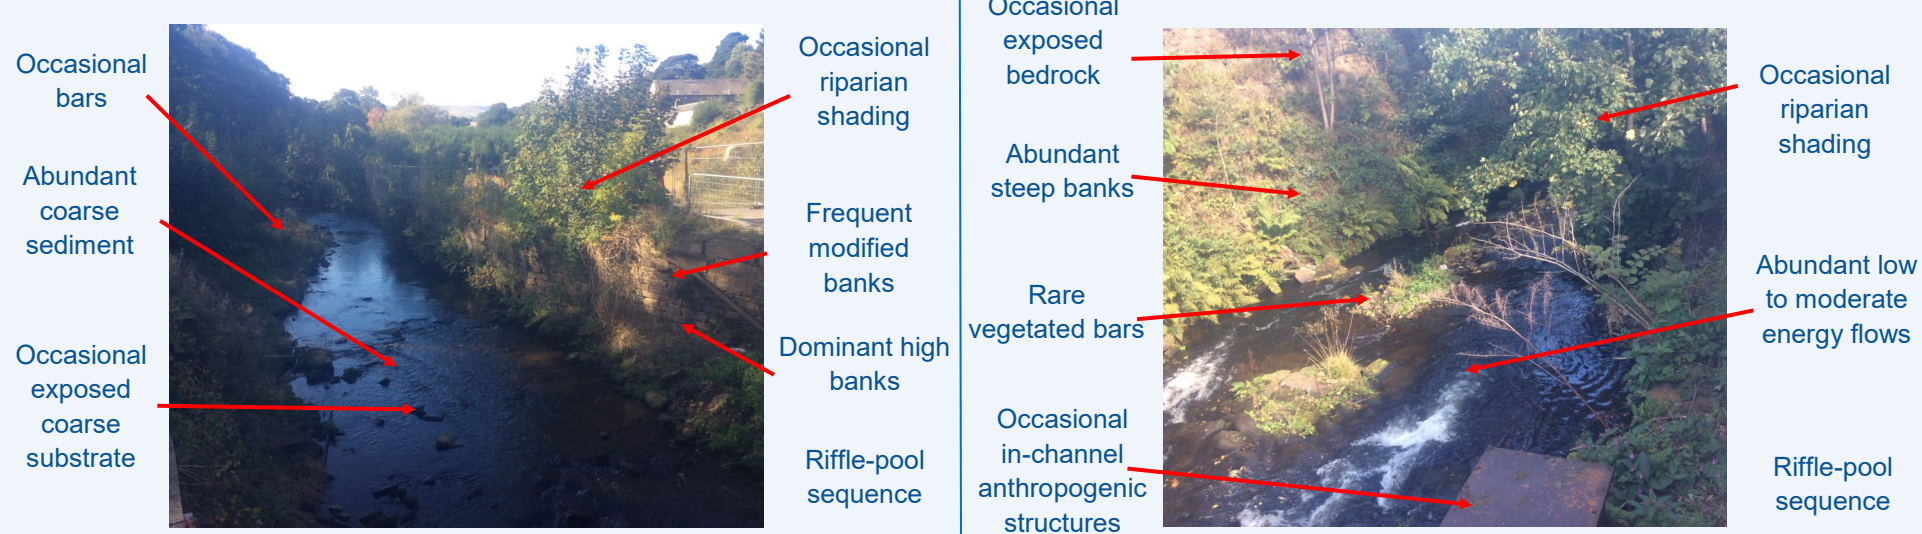 Occasional
bars
Abundant
coarse
sediment
Occasional
exposed
coarse
substrate
Occasional
riparian
shading
Frequent
modified
banks
Dominant high
banks
Riffle-pool
sequence
Occasional
exposed
bedrock
Abundant
steep banks
Rare
vegetated bars
Occasional
in-channel
anthropogenic
structures
Occasional
riparian
shading
Abundant low
to moderate
energy flows
Riffle-pool
sequence